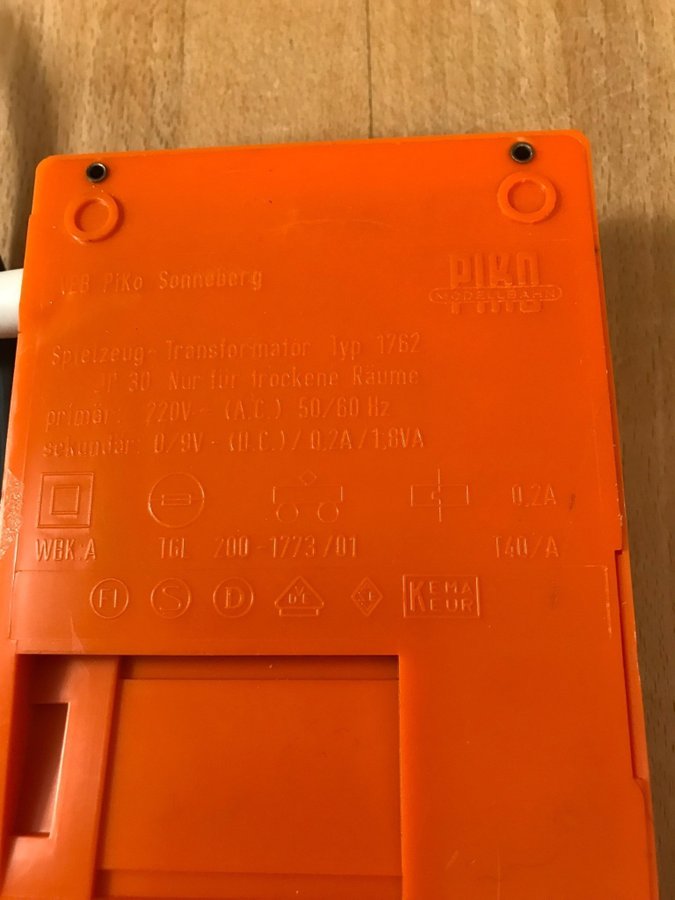 VEB PiKo Sonneberg
PIKO
MODELLBAHN
Spielzeug-Transformator Typ 1762
IP 30 Nur für trockene Räume
primär: 220V~ (A.C.) 50/60 Hz
sekundär: 0/9V- (D.C.)/0,2A/1,8VA
0,2A
WBK:A TGL 200-1773/01 T40/A
FI S D KEMA
KEUR